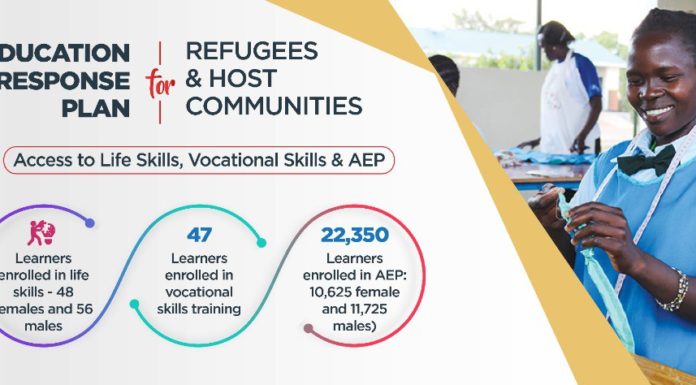 DUCATION
RESPONSE
PLAN
for
REFUGEES
& HOST
COMMUNITIES
Access to Life Skills, Vocational Skills & AEP
Learners
enrolled in life
skills - 48
emales and 56
males
47
Learners
enrolled in
vocational
skills training
22,350
Learners
enrolled in AEP:
10,625 female
and 11,725
males)